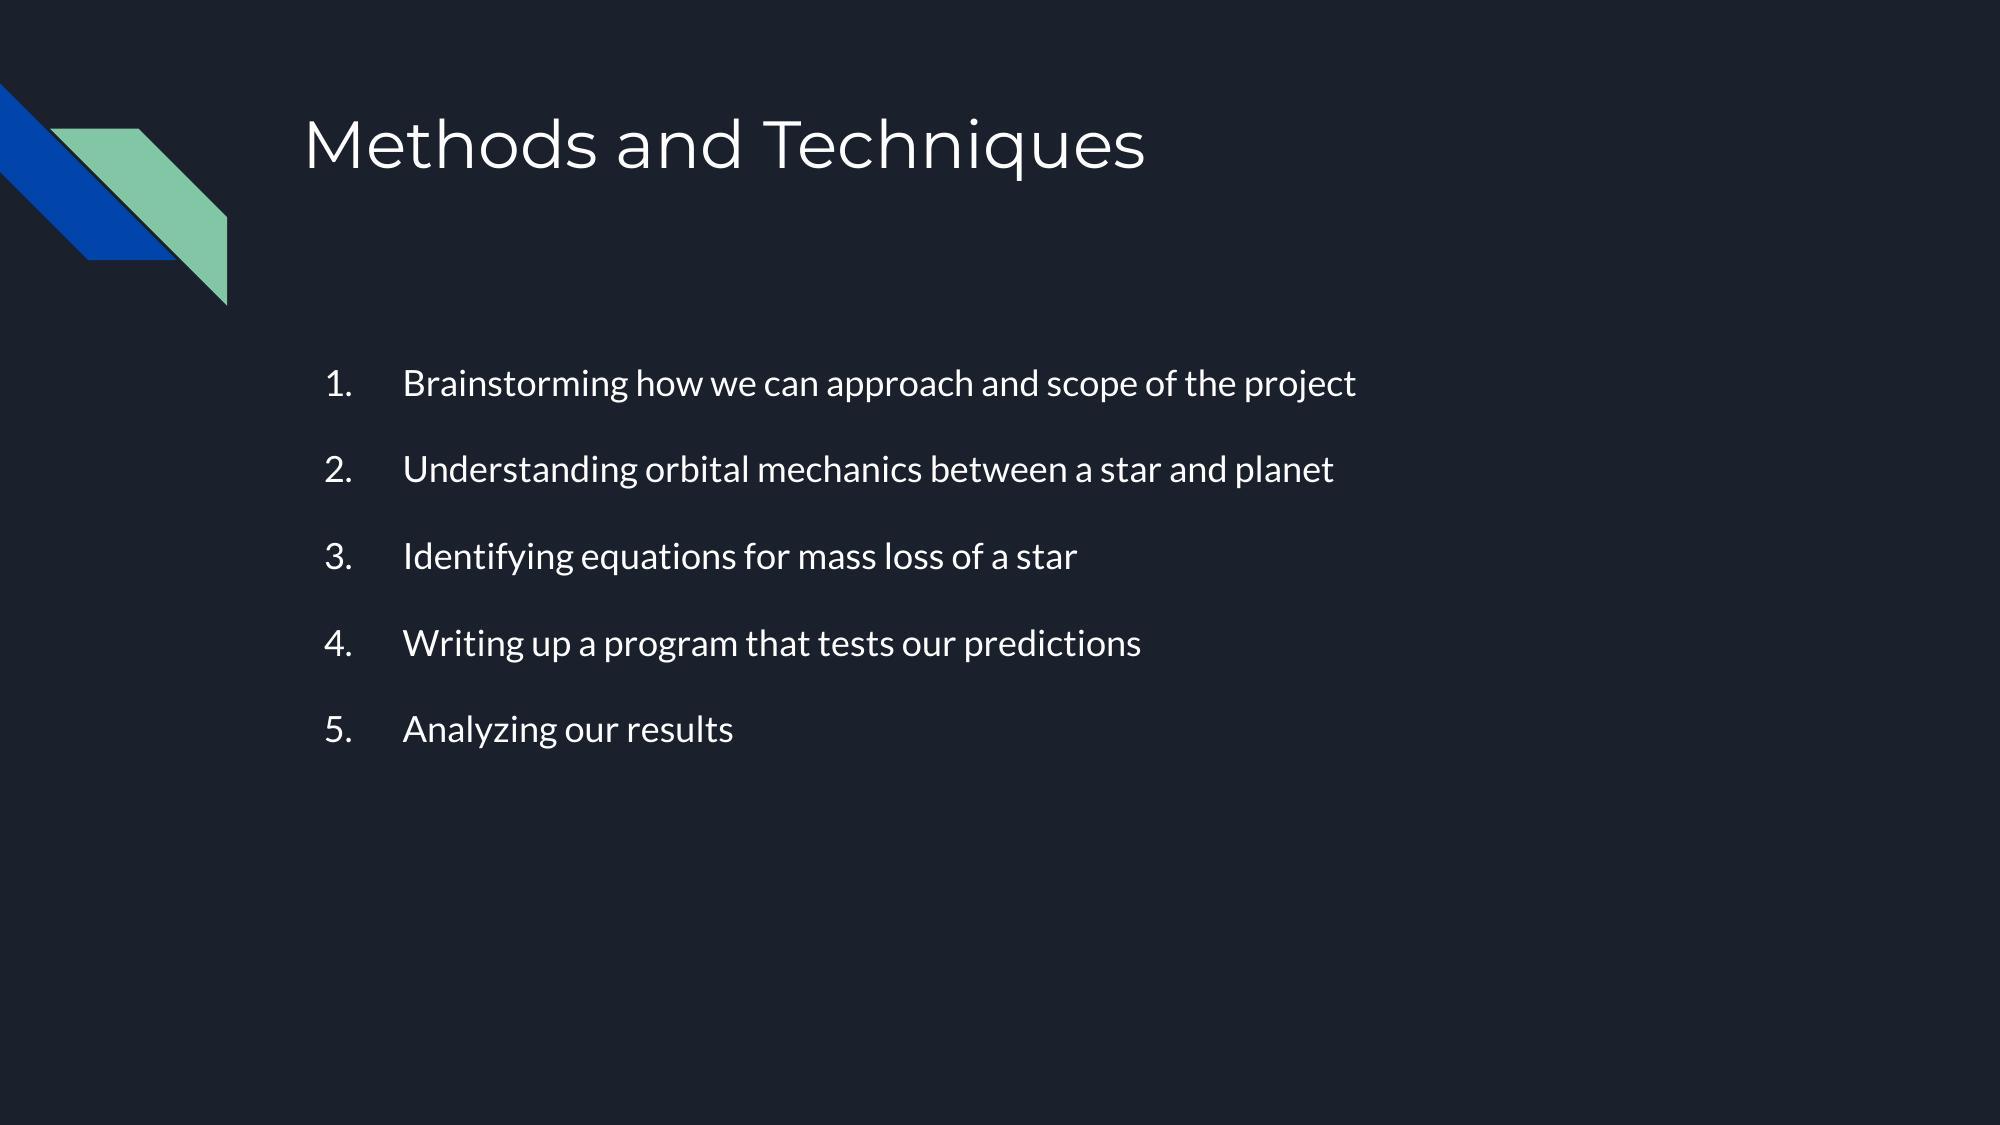 Methods and Techniques
1. Brainstorming how we can approach and scope of the project
2. Understanding orbital mechanics between a star and planet
3. Identifying equations for mass loss of a star
4. Writing up a program that tests our predictions
5. Analyzing our results